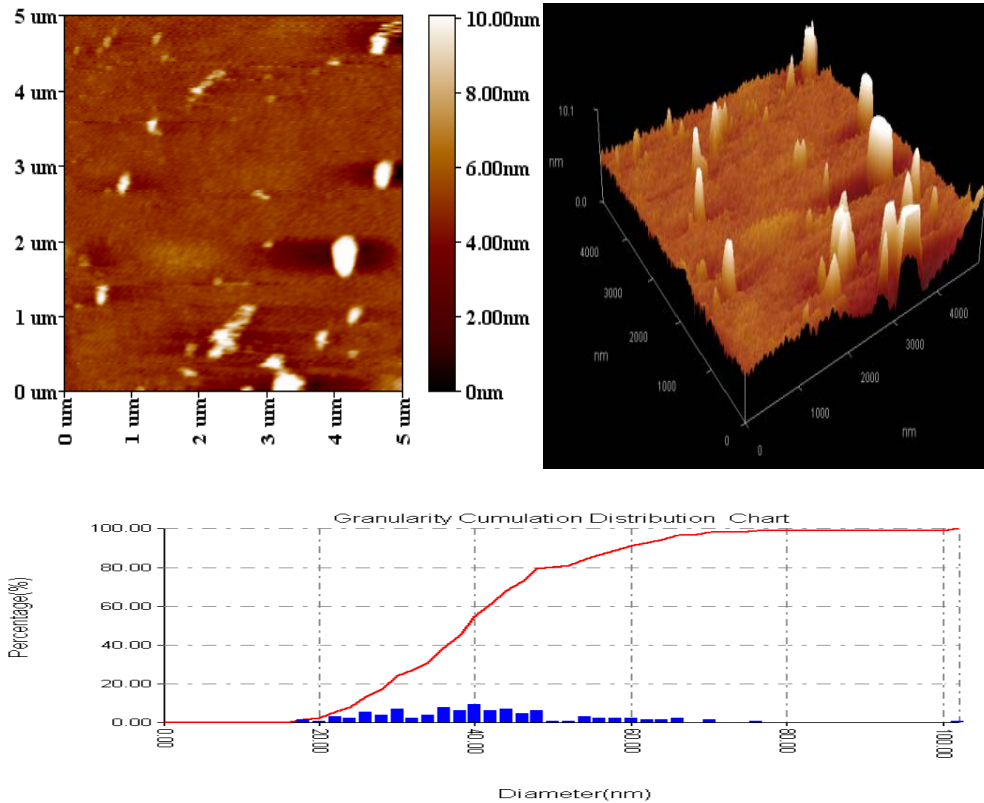 5 um
4 um
3 um
2 um
1 um
0 um
0 um
1 um
2 um
3 um
4 um
5 um
10.00nm
8.00nm
6.00nm
4.00nm
2.00nm
0nm
10.1
nm
0.0
4000
3000
nm
2000
1000
0
0
1000
2000
nm
3000
4000
Granularity Cumulation Distribution Chart
Percentage(%)
100.00
80.00
60.00
40.00
20.00
0.00
0.00
20.00
40.00
60.00
80.00
100.00
Diameter(nm)